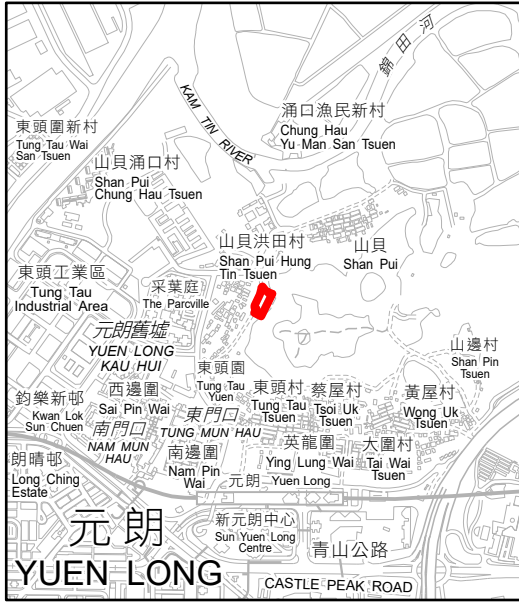 錦田河
KAM TIN RIVER
涌口漁民新村
Chung Hau
Yu Man San Tsuen
東頭圍新村
Tung Tau Wai
San Tsuen
山貝涌口村
Shan Pui
Chung Hau Tsuen
山貝洪田村
Shan Pui Hung
Tin Tsuen
山貝
Shan Pui
東頭工業區
Tung Tau
Industrial Area
采葉庭
The Parcville
元朗舊墟
YUEN LONG
KAU HUI
山邊村
Shan Pin
Tsuen
東頭園
Tung Tau
Yuen
東頭村
Tung Tau
Tsuen
蔡屋村
Tsoi Uk
Tsuen
黃屋村
Wong Uk
Tsuen
鈞樂新邨
Kwan Lok
Sun Chuen
西邊圍
Sai Pin Wai
東門口
TUNG MUN HAU
南門口
NAM MUN
HAU
英龍圍
Ying Lung Wai
大圍村
Tai Wai
Tsuen
朗晴邨
Long Ching
Estate
南邊圍
Nam Pin
Wai
元朗
Yuen Long
元朗
YUEN LONG
新元朗中心
Sun Yuen Long
Centre
青山公路
CASTLE PEAK ROAD